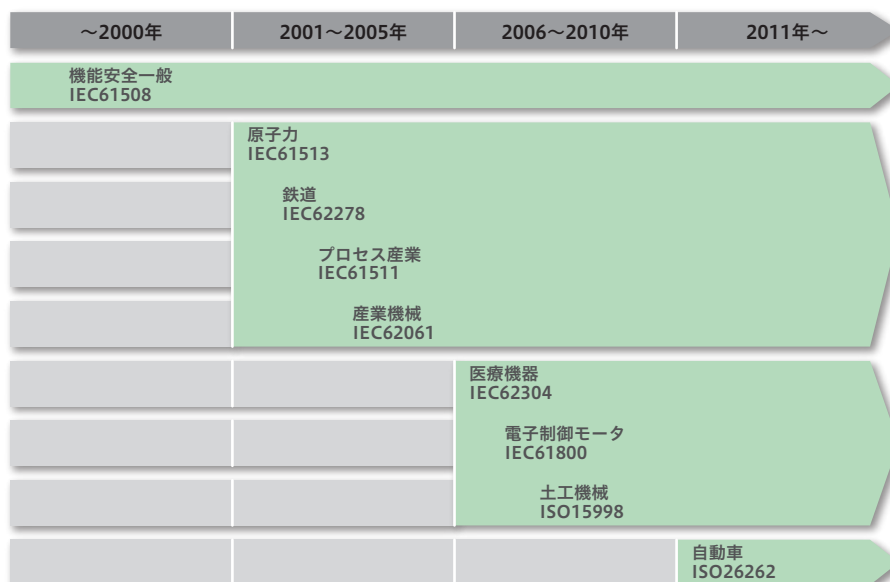 〜2000年
2001〜2005年
2006〜2010年
2011年〜
機能安全一般
IEC61508
原子力
IEC61513
鉄道
IEC62278
プロセス産業
IEC61511
産業機械
IEC62061
医療機器
IEC62304
電子制御モータ
IEC61800
土工機械
ISO15998
自動車
ISO26262